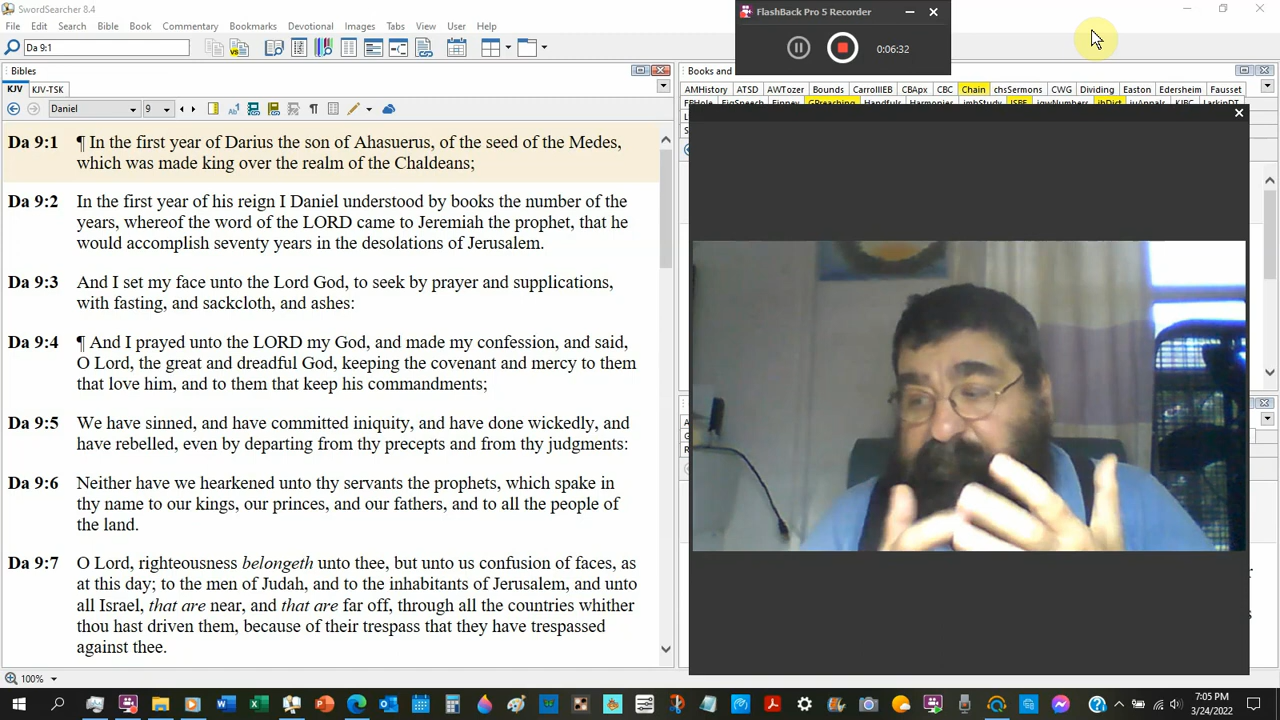 SwordSearcher 8.4
FlashBack Pro 5 Recorder
File Edit Search Bible Book Commentary Devotional Images Tabs View User Help
Da 9:1
0:06:32
Bibles
Books and
KJV KJV-TSK
AMHistory ATSD AWTozer Bounds CarrollEB CBApx CBC Chain chsSermons CWG Dividing Easton Edersheim Fausset
Daniel 9
Da 9:1 ¶ In the first year of Darius the son of Ahasuerus, of the seed of the Medes,
which was made king over the realm of the Chaldeans;
Da 9:2 In the first year of his reign I Daniel understood by books the number of the
years, whereof the word of the LORD came to Jeremiah the prophet, that he
would accomplish seventy years in the desolations of Jerusalem.
Da 9:3 And I set my face unto the Lord God, to seek by prayer and supplications,
with fasting, and sackcloth, and ashes:
Da 9:4 ¶ And I prayed unto the LORD my God, and made my confession, and said,
O Lord, the great and dreadful God, keeping the covenant and mercy to them
that love him, and to them that keep his commandments;
Da 9:5 We have sinned, and have committed iniquity, and have done wickedly, and
have rebelled, even by departing from thy precepts and from thy judgments:
Da 9:6 Neither have we hearkened unto thy servants the prophets, which spake in
thy name to our kings, our princes, and our fathers, and to all the people of
the land.
Da 9:7 O Lord, righteousness belongeth unto thee, but unto us confusion of faces, as
at this day; to the men of Judah, and to the inhabitants of Jerusalem, and unto
all Israel, that are near, and that are far off, through all the countries whither
thou hast driven them, because of their trespass that they have trespassed
against thee.
100%
7:05 PM
3/24/2022